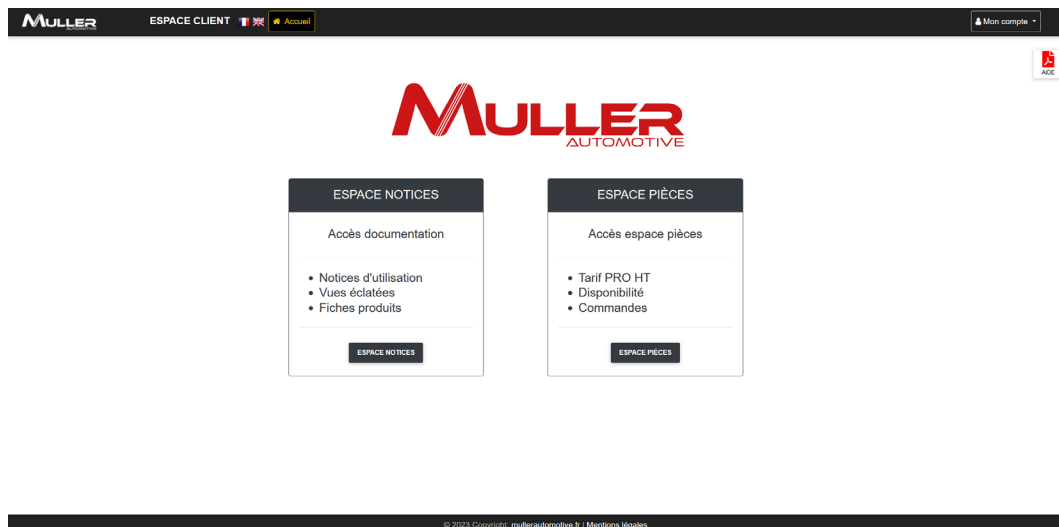 MULLER
AUTOMOTIVE
ESPACE CLIENT
Accueil
Mon compte
AIDE
MULLER
AUTOMOTIVE
ESPACE NOTICES
Accès documentation
• Notices d'utilisation
• Vues éclatées
• Fiches produits
ESPACE NOTICES
ESPACE PIÈCES
Accès espace pièces
• Tarif PRO HT
• Disponibilité
• Commandes
ESPACE PIÈCES
© 2023 Copyright: mullerautomotive.fr | Mentions légales